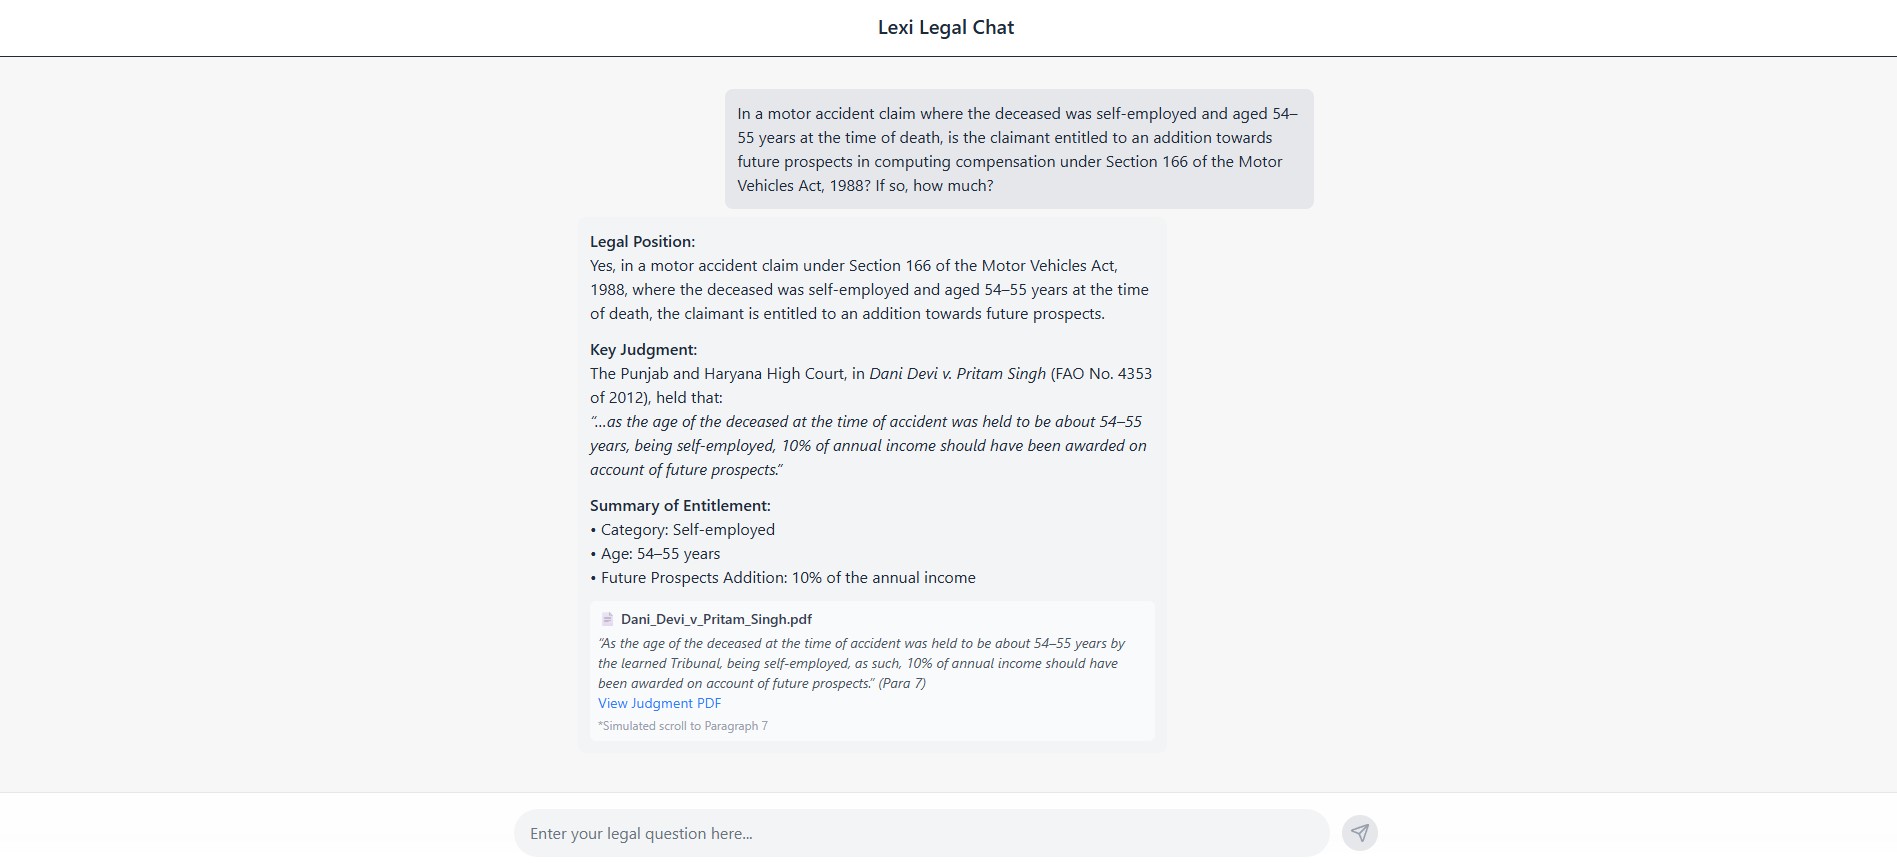 Lexi Legal Chat
In a motor accident claim where the deceased was self-employed and aged 54–
55 years at the time of death, is the claimant entitled to an addition towards
future prospects in computing compensation under Section 166 of the Motor
Vehicles Act, 1988? If so, how much?
Legal Position:
Yes, in a motor accident claim under Section 166 of the Motor Vehicles Act,
1988, where the deceased was self-employed and aged 54–55 years at the time
of death, the claimant is entitled to an addition towards future prospects.
Key Judgment:
The Punjab and Haryana High Court, in Dani Devi v. Pritam Singh (FAO No. 4353
of 2012), held that:
“...as the age of the deceased at the time of accident was held to be about 54–55
years, being self-employed, 10% of annual income should have been awarded on
account of future prospects.”
Summary of Entitlement:
• Category: Self-employed
• Age: 54–55 years
• Future Prospects Addition: 10% of the annual income
Dani_Devi_v_Pritam_Singh.pdf
“As the age of the deceased at the time of accident was held to be about 54–55 years by
the learned Tribunal, being self-employed, as such, 10% of annual income should have
been awarded on account of future prospects.” (Para 7)
View Judgment PDF
*Simulated scroll to Paragraph 7
Enter your legal question here...